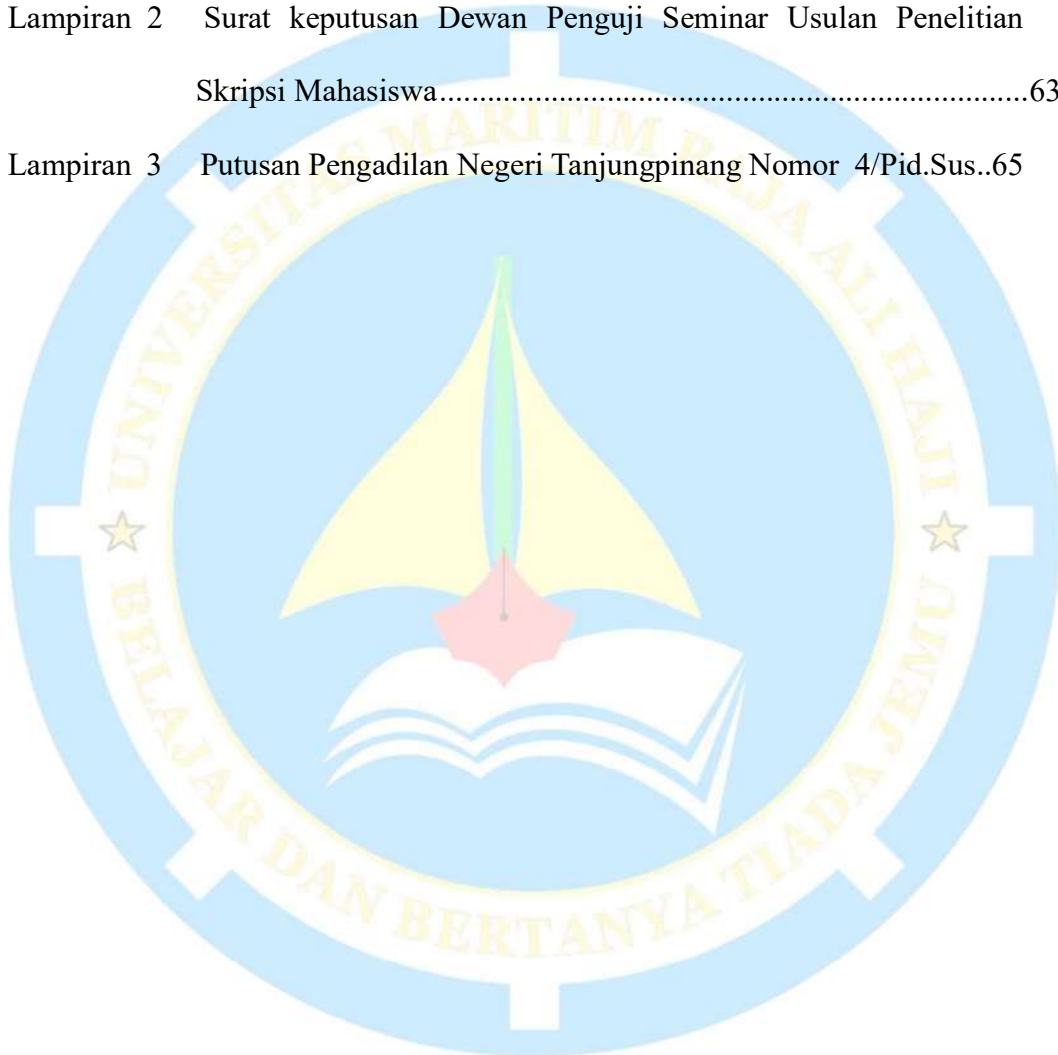 Lampiran 2 Surat keputusan Dewan Penguji Seminar Usulan Penelitian
Skripsi Mahasiswa....................................................................63
Lampiran 3 Putusan Pengadilan Negeri Tanjungpinang Nomor 4/Pid.Sus..65
UNIVERSITAS MARITIM RAJA ALI HAJI
BELAJAR DAN BERTANYA TIADA JEMU